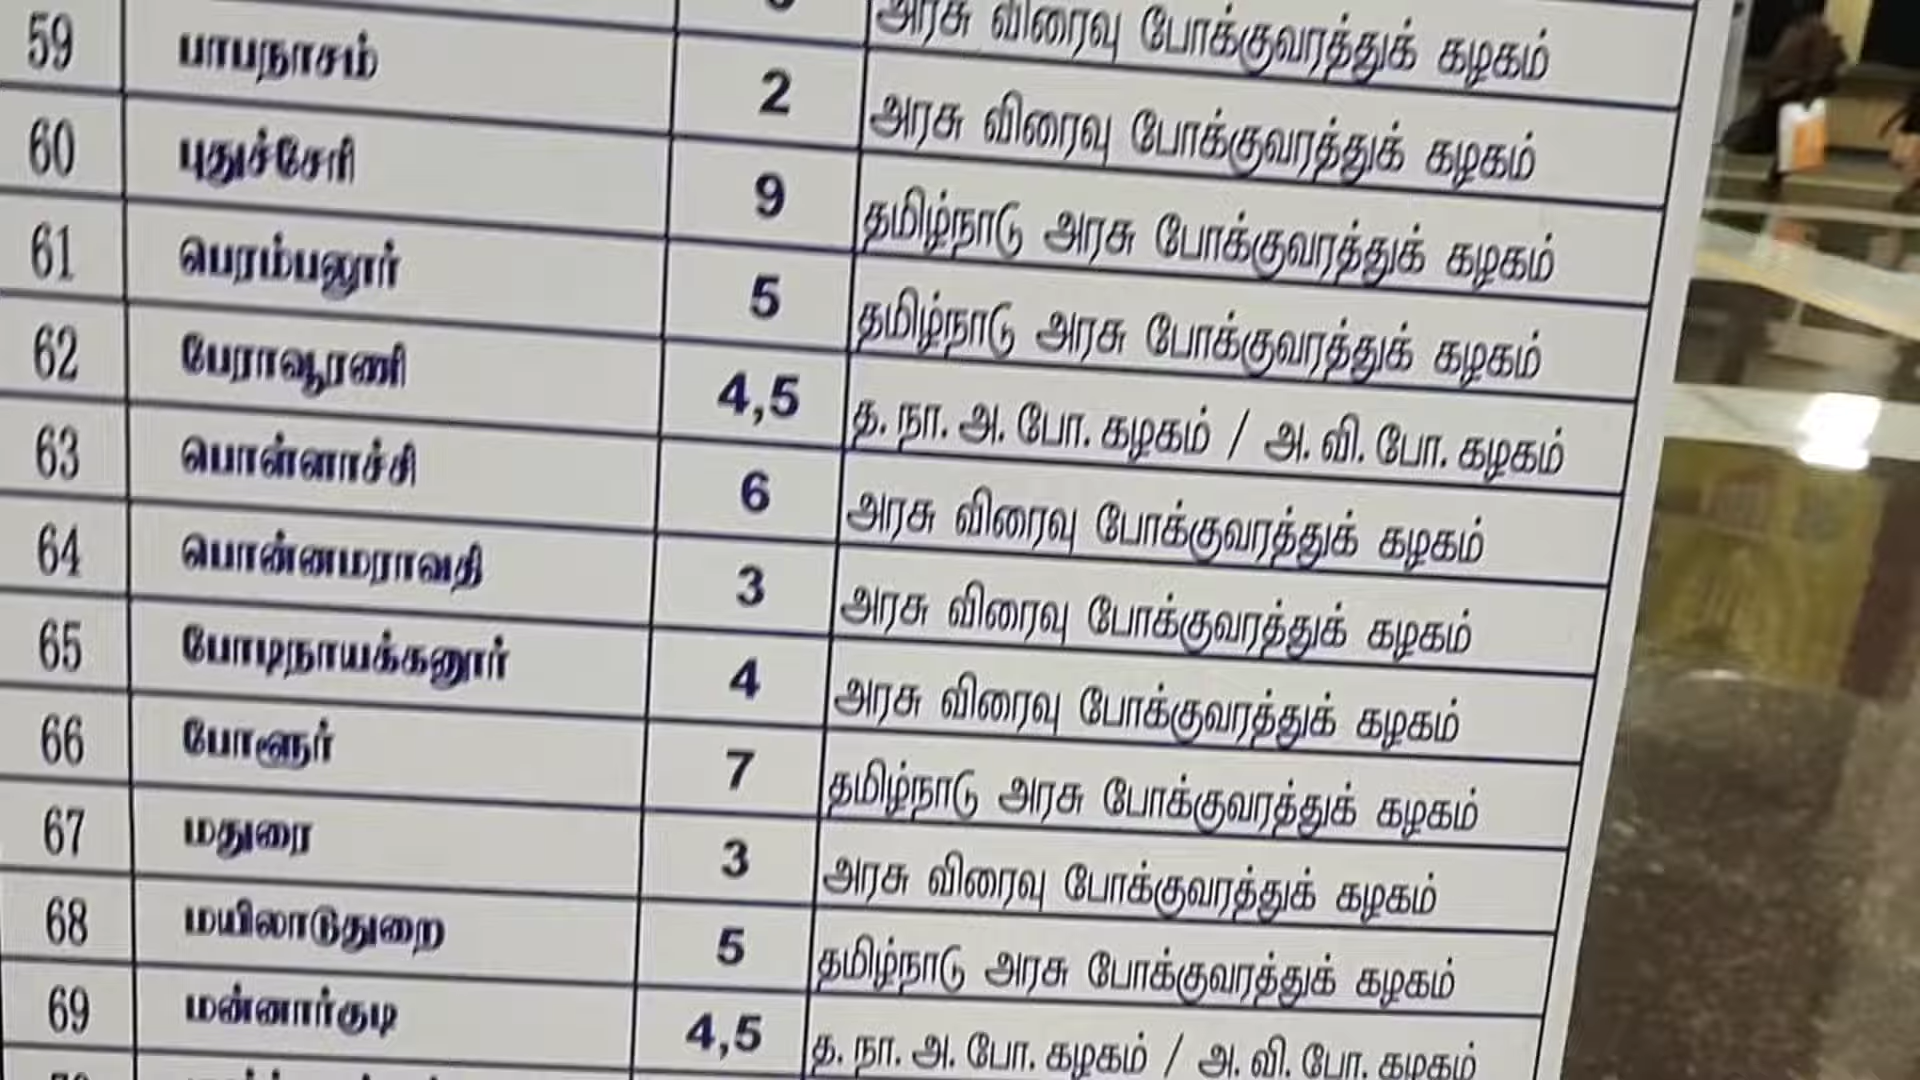 அரசு விரைவு போக்குவரத்துக் கழகம்
59 பாபநாசம் 2 அரசு விரைவு போக்குவரத்துக் கழகம்
60 புதுச்சேரி 9 தமிழ்நாடு அரசு போக்குவரத்துக் கழகம்
61 பெரம்பலூர் 5 தமிழ்நாடு அரசு போக்குவரத்துக் கழகம்
62 பேராவூரணி 4,5 த. நா. அ. போ. கழகம் / அ. வி. போ. கழகம்
63 பொள்ளாச்சி 6 அரசு விரைவு போக்குவரத்துக் கழகம்
64 பொன்னமராவதி 3 அரசு விரைவு போக்குவரத்துக் கழகம்
65 போடிநாயக்கனூர் 4 அரசு விரைவு போக்குவரத்துக் கழகம்
66 போளூர் 7 தமிழ்நாடு அரசு போக்குவரத்துக் கழகம்
67 மதுரை 3 அரசு விரைவு போக்குவரத்துக் கழகம்
68 மயிலாடுதுறை 5 தமிழ்நாடு அரசு போக்குவரத்துக் கழகம்
69 மன்னார்குடி 4,5 த. நா. அ. போ. கழகம் / அ. வி. போ. கழகம்